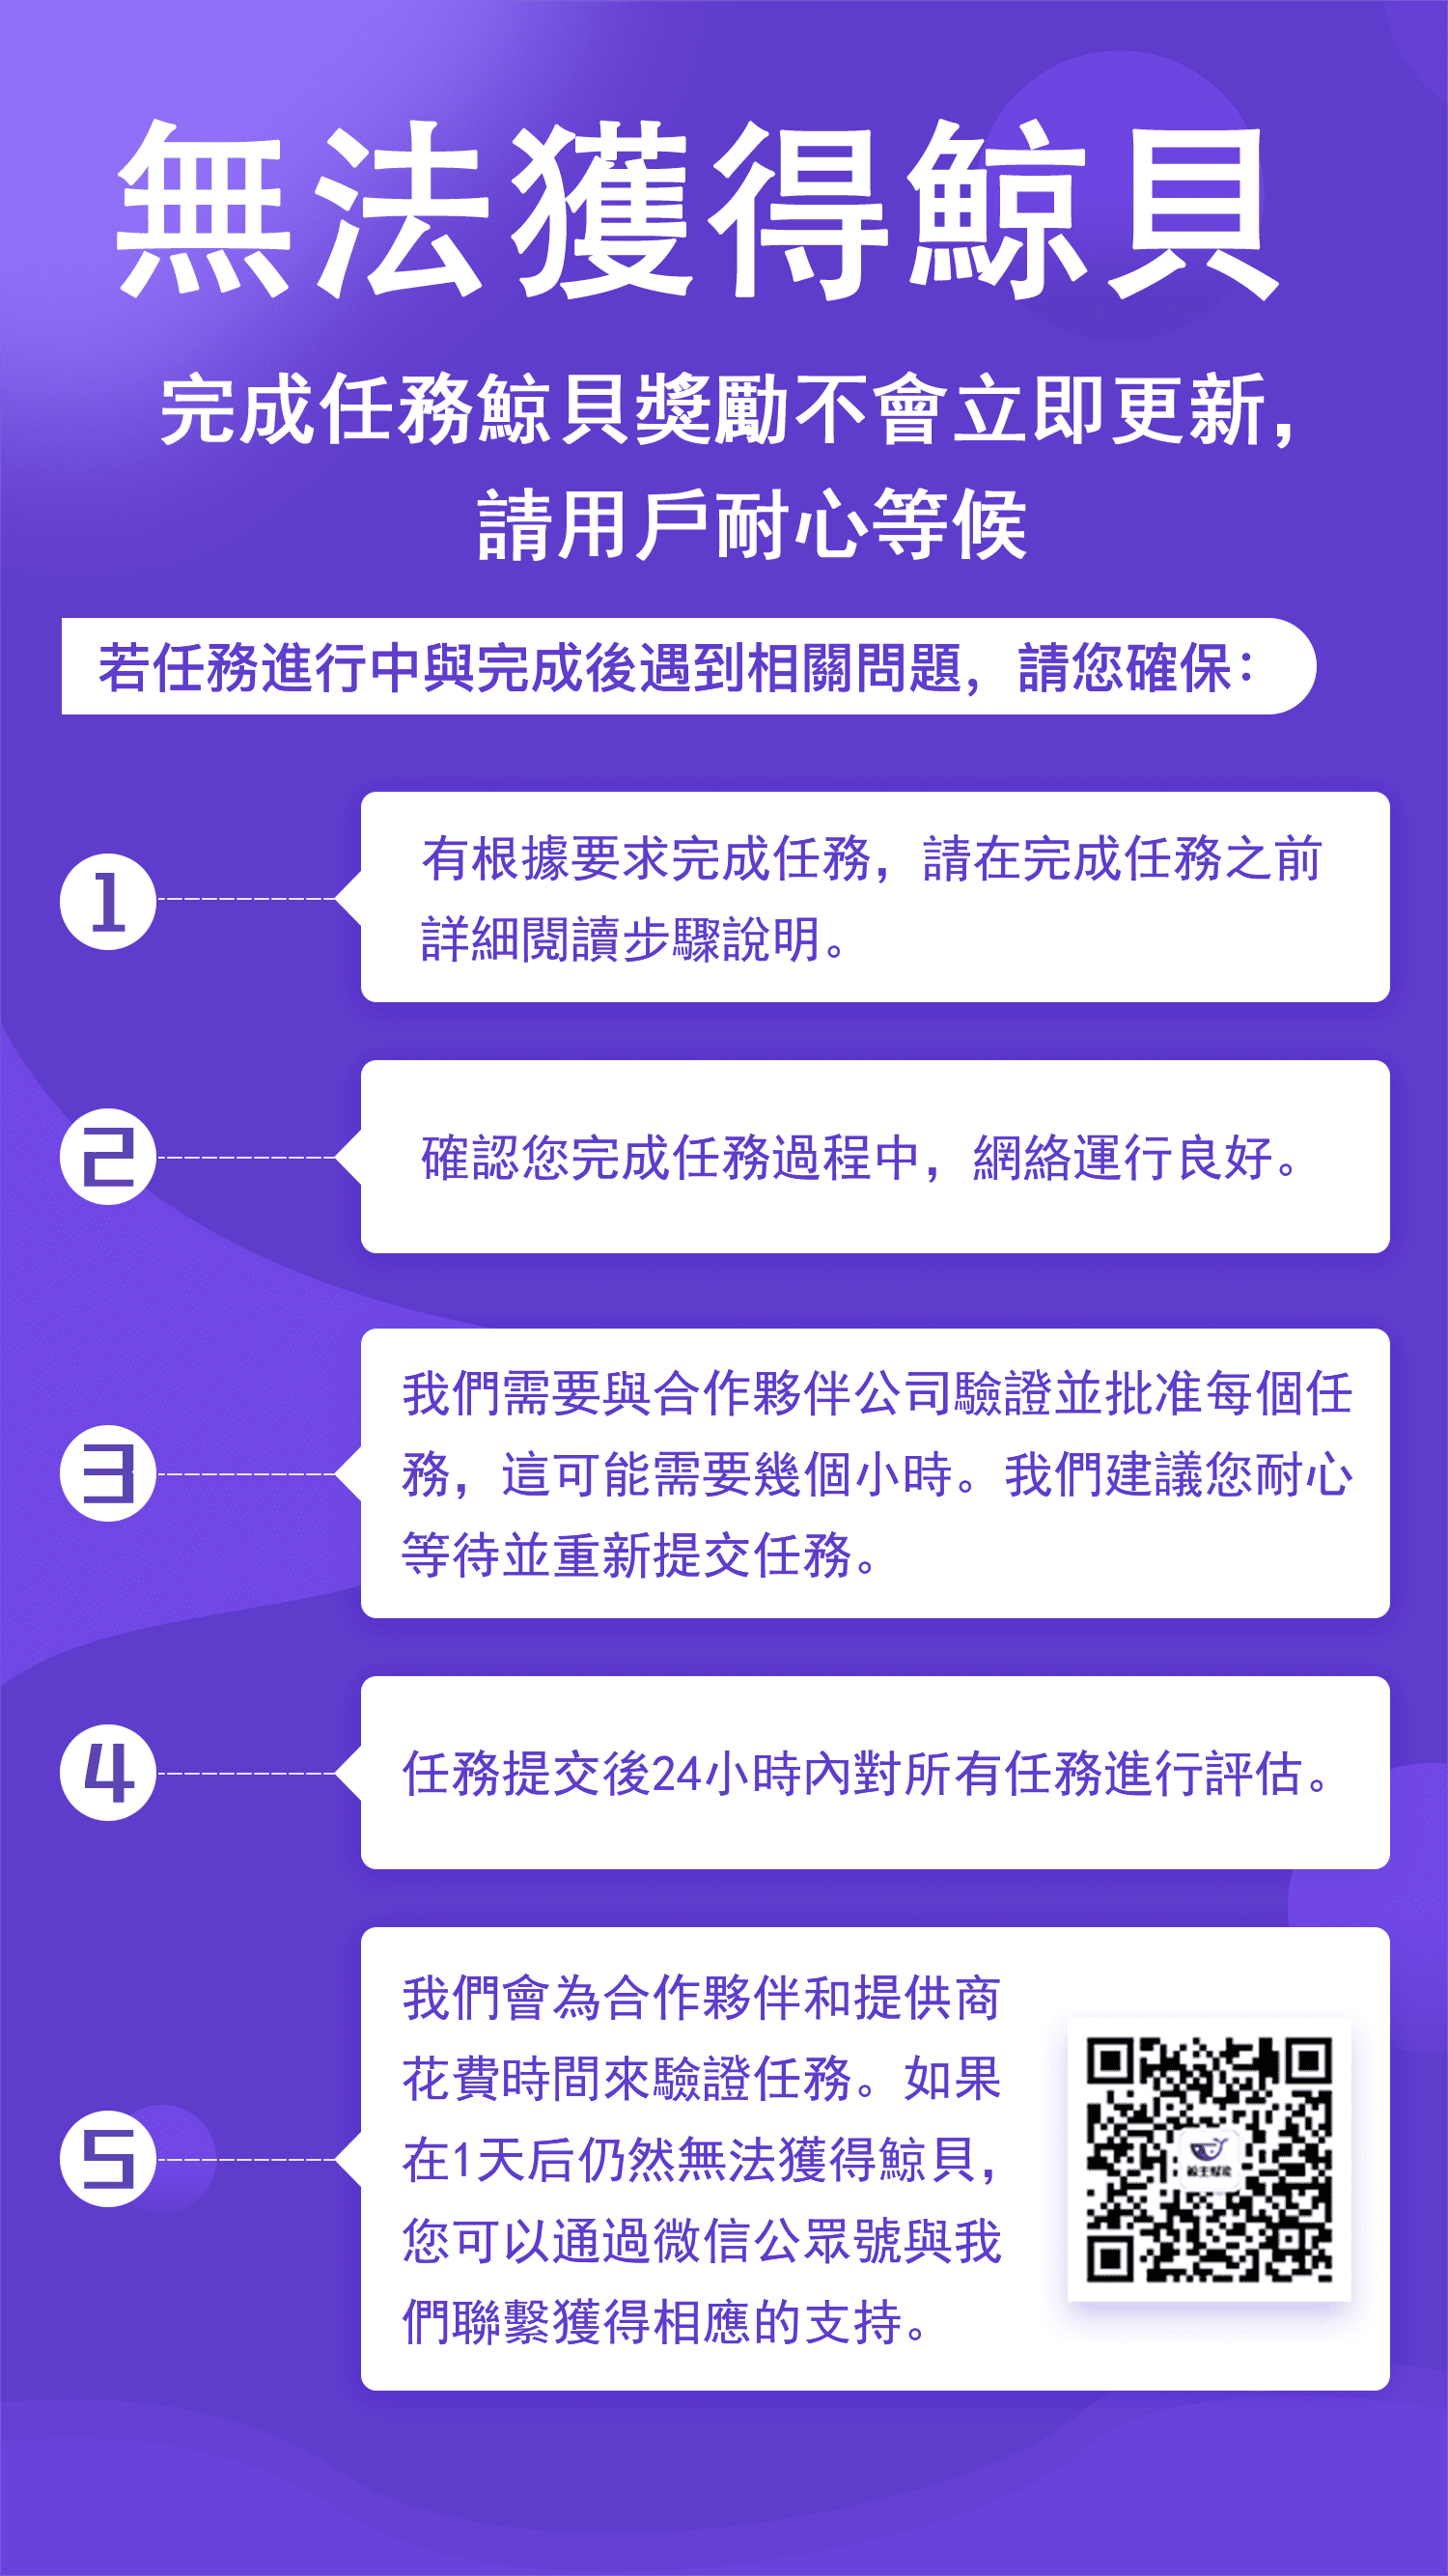 無法獲得鯨貝
完成任務鯨貝獎勵不會立即更新，
請用戶耐心等候
若任務進行中與完成後遇到相關問題，請您確保：
1
有根據要求完成任務，請在完成任務之前
詳細閱讀步驟說明。
2
確認您完成任務過程中，網絡運行良好。
3
我們需要與合作夥伴公司驗證並批准每個任
務，這可能需要幾個小時。我們建議您耐心
等待並重新提交任務。
4
任務提交後24小時內對所有任務進行評估。
5
我們會為合作夥伴和提供商
花費時間來驗證任務。如果
在1天后仍然無法獲得鯨貝，
您可以通過微信公眾號與我
們聯繫獲得相應的支持。